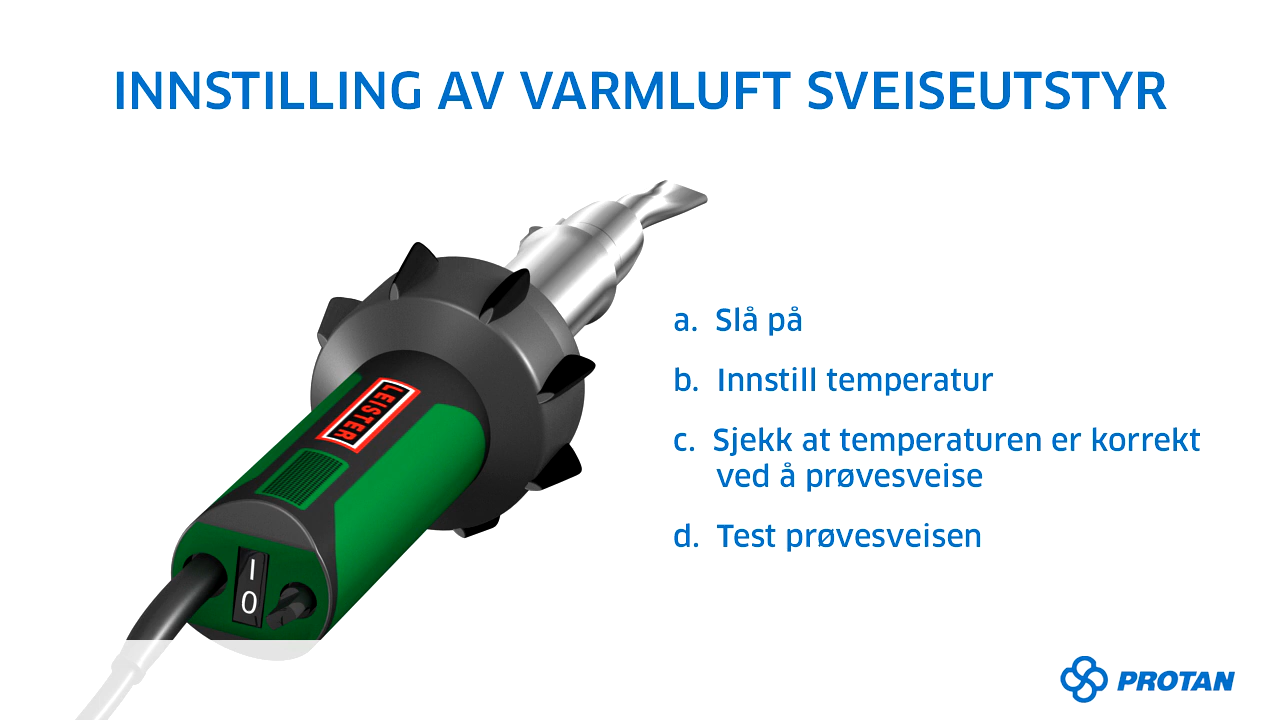 INNSTILLING AV VARMLUFT SVEISEUTSTYR
LEISTER
I
0
a. Slå på
b. Innstill temperatur
c. Sjekk at temperaturen er korrekt
ved å prøvesveise
d. Test prøvesveisen
PROTAN